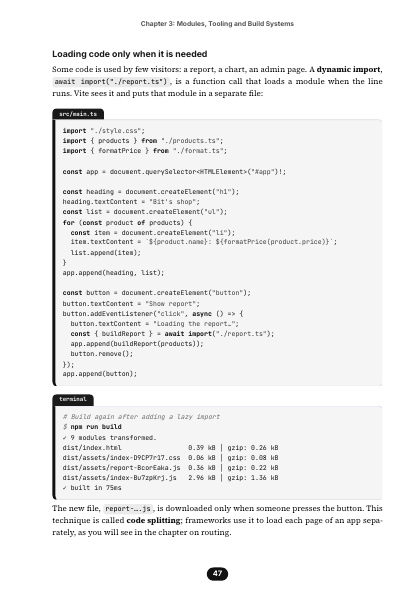 Chapter 3: Modules, Tooling and Build Systems
Loading code only when it is needed
Some code is used by few visitors: a report, a chart, an admin page. A dynamic import,
await import("./report.ts"), is a function call that loads a module when the line
runs. Vite sees it and puts that module in a separate file:
src/main.ts
import "./style.css";
import { products } from "./products.ts";
import { formatPrice } from "./format.ts";
const app = document.querySelector<HTMLElement>("#app")!;
const heading = document.createElement("h1");
heading.textContent = "Bit's shop";
const list = document.createElement("ul");
for (const product of products) {
  const item = document.createElement("li");
  item.textContent = `${product.name}: ${formatPrice(product.price)}`;
  list.append(item);
}
app.append(heading, list);
const button = document.createElement("button");
button.textContent = "Show report";
button.addEventListener("click", async () => {
  button.textContent = "Loading the report…";
  const { buildReport } = await import("./report.ts");
  app.append(buildReport(products));
  button.remove();
});
app.append(button);
terminal
# Build again after adding a lazy import
$ npm run build
✓ 9 modules transformed.
dist/index.html 0.39 kB │ gzip: 0.26 kB
dist/assets/index-D9CP7r17.css 0.06 kB │ gzip: 0.08 kB
dist/assets/report-BcorEaka.js 0.36 kB │ gzip: 0.22 kB
dist/assets/index-Bu7zpKrj.js 2.96 kB │ gzip: 1.36 kB
✓ built in 75ms
The new file, report-….js, is downloaded only when someone presses the button. This
technique is called code splitting; frameworks use it to load each page of an app sepa-
rately, as you will see in the chapter on routing.
47